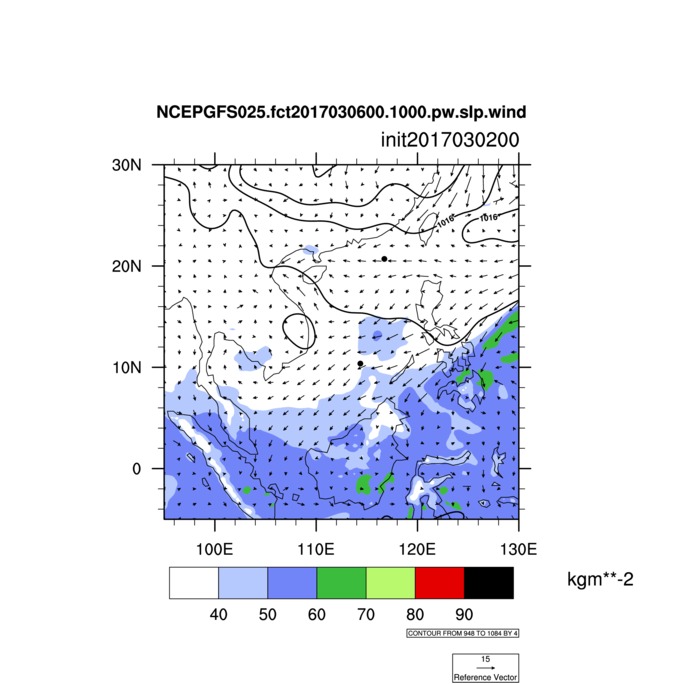 NCEPGFS025.fct2017030600.1000.pw.slp.wind
init2017030200
30N
1016
1016
20N
10N
0
100E 110E 120E 130E
kgm**-2
40 50 60 70 80 90
CONTOUR FROM 948 TO 1084 BY 4
15
Reference Vector